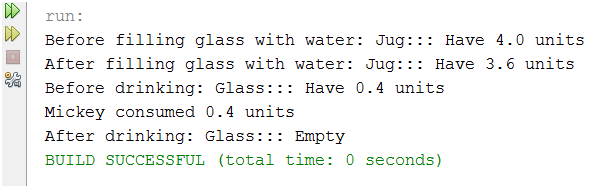 run:
Before filling glass with water: Jug::: Have 4.0 units
After filling glass with water: Jug::: Have 3.6 units
Before drinking: Glass::: Have 0.4 units
Mickey consumed 0.4 units
After drinking: Glass::: Empty
BUILD SUCCESSFUL (total time: 0 seconds)